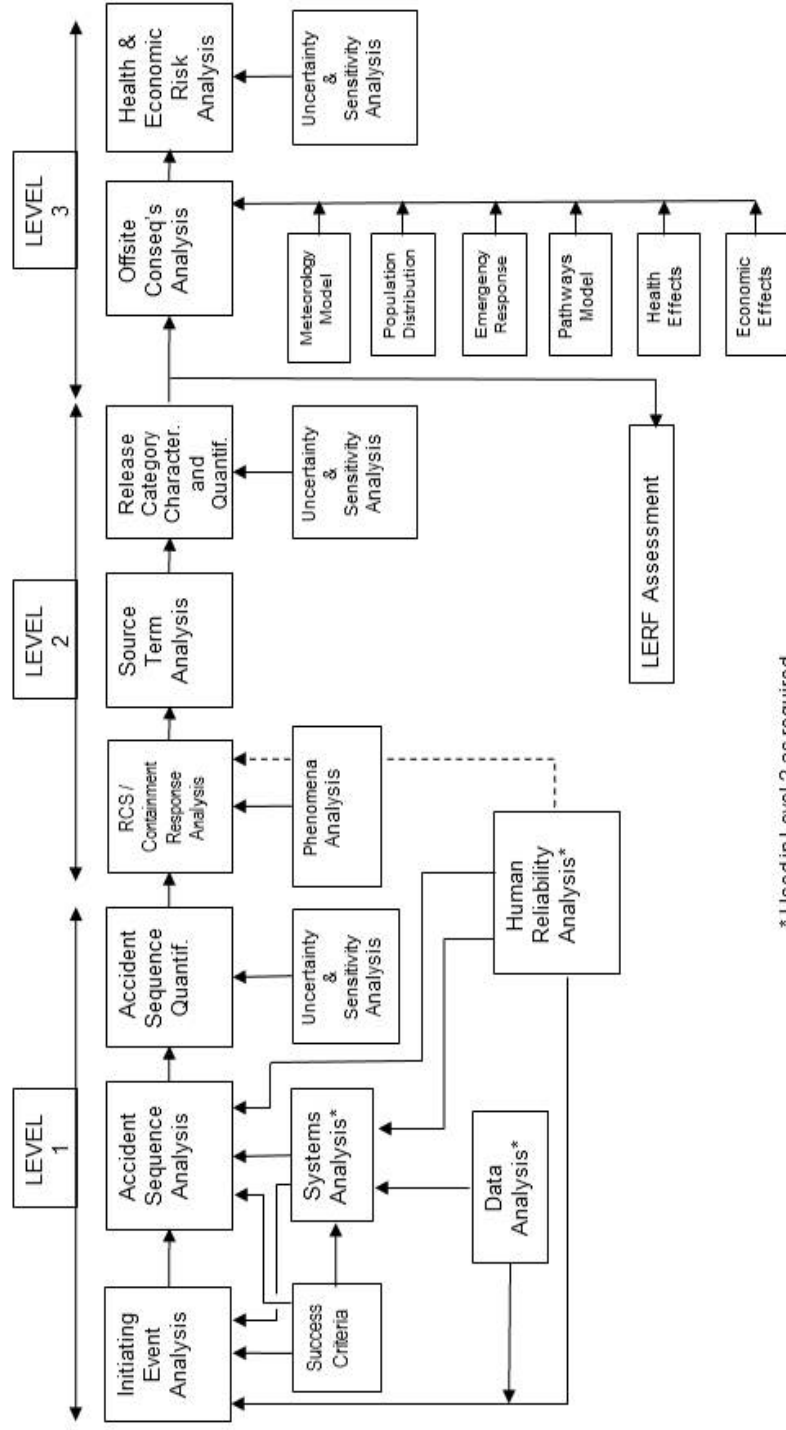 LEVEL
1
LEVEL
2
LEVEL
3
Initiating
Event
Analysis
Accident
Sequence
Analysis
Accident
Sequence
Quantif.
RCS /
Containment
Response
Analysis
Source
Term
Analysis
Release
Category
Character..
and
Quantif.
Offsite
Conseq's
Analysis
Health &
Economic
Risk
Analysis
Success
Criteria
Systems
Analysis*
Uncertainty
&
Sensitivity
Analysis
Phenomena
Analysis
Uncertainty
&
Sensitivity
Analysis
Uncertainty
&
Sensitivity
Analysis
Meteorology
Model
Population
Distribution
Emergency
Response
Pathways
Model
Health
Effects
Economic
Effects
Data
Analysis*
Human
Reliability
Analysis*
LERF Assessment
* Used in Level 2 as required